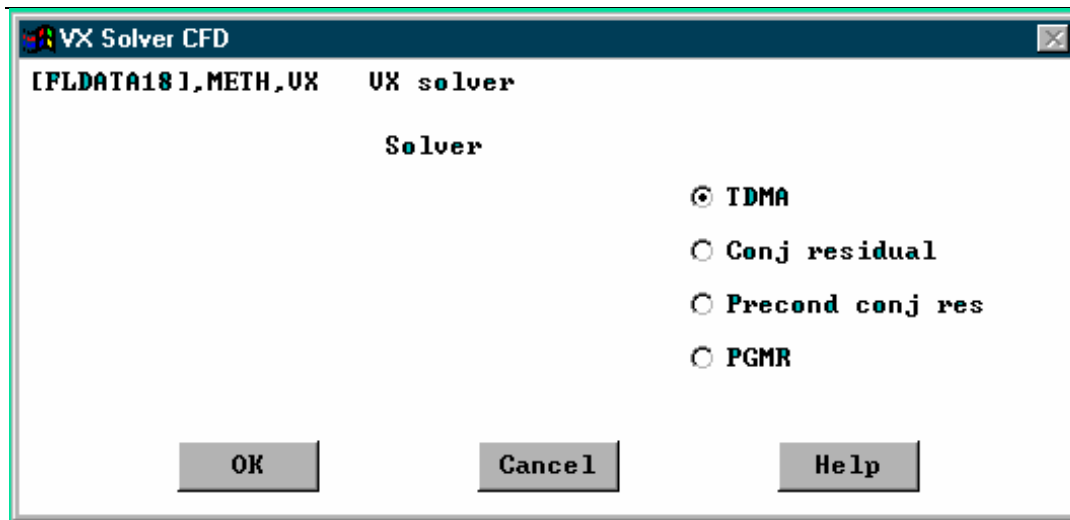 VX Solver CFD
[FLDATA18],METH,VX VX solver
Solver
TDMA
Conj residual
Precond conj res
PGMR
OK Cancel Help